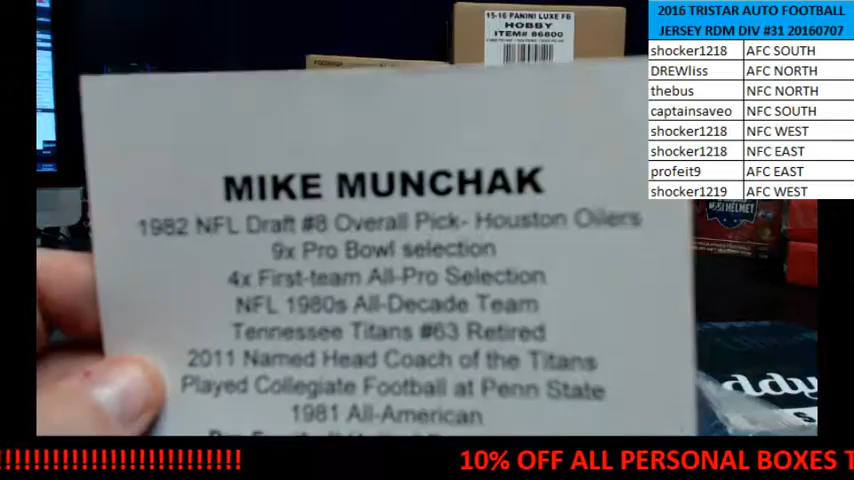 15-16 PANINI LUXE FB
HOBBY
ITEM# 86800
2016 TRISTAR AUTO FOOTBALL
JERSEY RDM DIV #31 20160707
shocker1218 AFC SOUTH
DREWliss AFC NORTH
thebus NFC NORTH
captainsaveo NFC SOUTH
shocker1218 NFC WEST
shocker1218 NFC EAST
profeit9 AFC EAST
shocker1219 AFC WEST
HELMET
MIKE MUNCHAK
1982 NFL Draft #8 Overall Pick- Houston Oilers
9x Pro Bowl selection
4x First-team All-Pro Selection
NFL 1980s All-Decade Team
Tennessee Titans #63 Retired
2011 Named Head Coach of the Titans
Played Collegiate Football at Penn State
1981 All-American
!!!!!!!!!!!!!!!!!!!!!!!!!!! 10% OFF ALL PERSONAL BOXES T